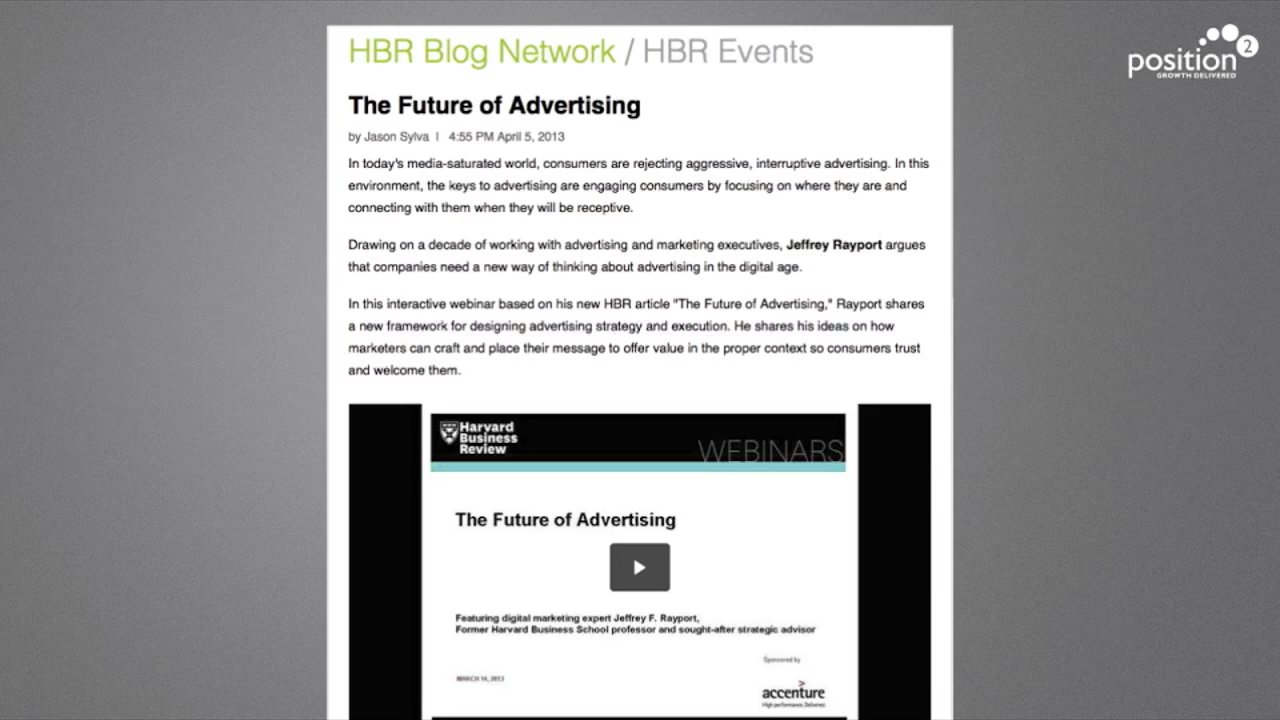 HBR Blog Network / HBR Events
position2
GROWTH DELIVERED
The Future of Advertising
by Jason Sylva | 4:55 PM April 5, 2013
In today's media-saturated world, consumers are rejecting aggressive, interruptive advertising. In this
environment, the keys to advertising are engaging consumers by focusing on where they are and
connecting with them when they will be receptive.
Drawing on a decade of working with advertising and marketing executives, Jeffrey Rayport argues
that companies need a new way of thinking about advertising in the digital age.
In this interactive webinar based on his new HBR article "The Future of Advertising," Rayport shares
a new framework for designing advertising strategy and execution. He shares his ideas on how
marketers can craft and place their message to offer value in the proper context so consumers trust
and welcome them.
Harvard
Business
Review
WEBINARS
The Future of Advertising
Featuring digital marketing expert Jeffrey F. Rayport,
Former Harvard Business School professor and sought-after strategic advisor
Sponsored by
MARCH 14, 2013
accenture
High performance. Delivered.